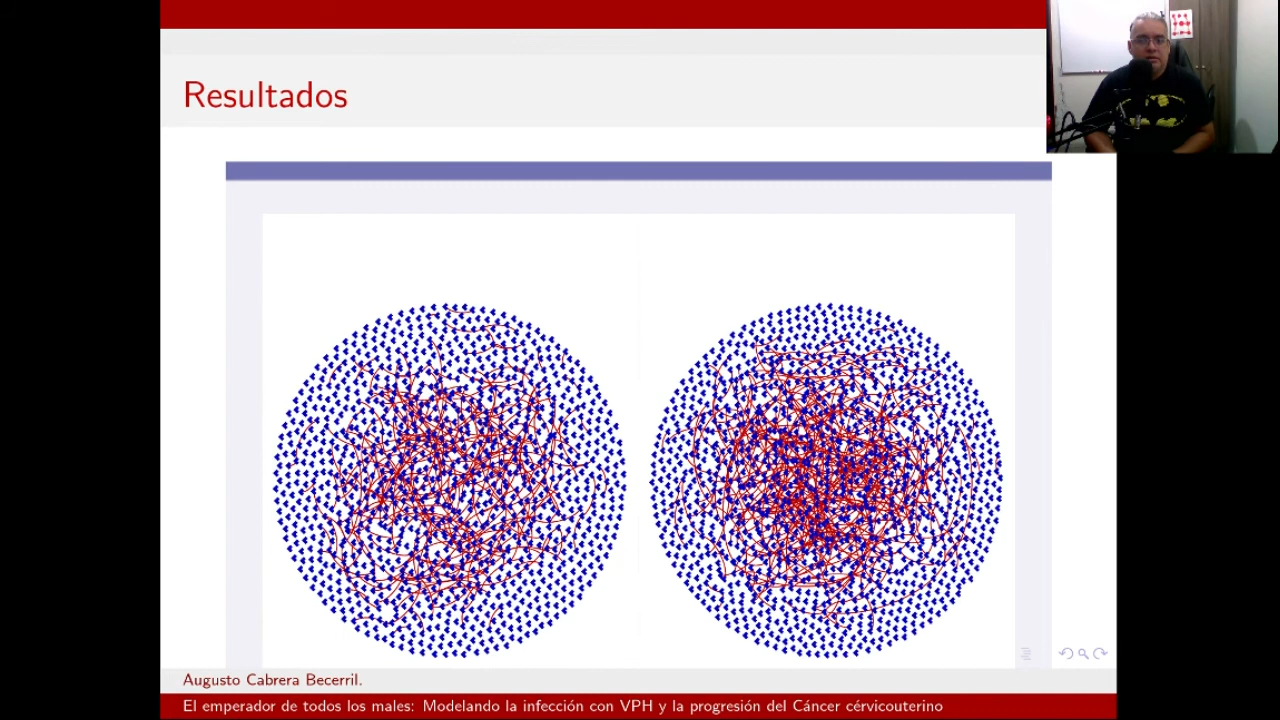 Resultados
Augusto Cabrera Becerril.
El emperador de todos los males: Modelando la infección con VPH y la progresión del Cáncer cérvicouterino